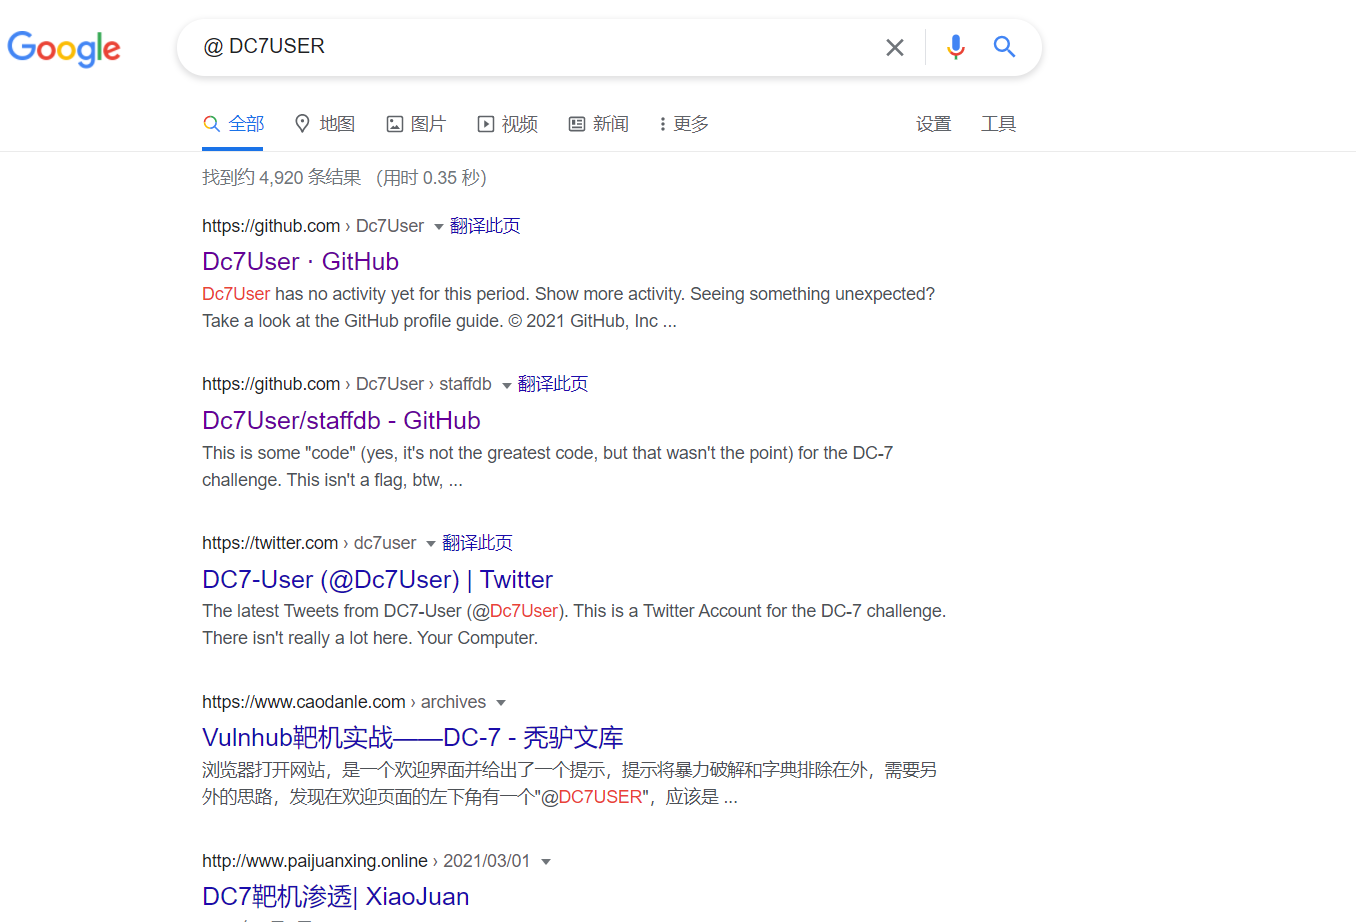 Google
@ DC7USER
全部 地图 图片 视频 新闻 更多 设置 工具
找到约 4,920 条结果 （用时 0.35 秒）
https://github.com › Dc7User 翻译此页
Dc7User · GitHub
Dc7User has no activity yet for this period. Show more activity. Seeing something unexpected?
Take a look at the GitHub profile guide. © 2021 GitHub, Inc ...
https://github.com › Dc7User › staffdb 翻译此页
Dc7User/staffdb - GitHub
This is some "code" (yes, it's not the greatest code, but that wasn't the point) for the DC-7
challenge. This isn't a flag, btw, ...
https://twitter.com › dc7user 翻译此页
DC7-User (@Dc7User) | Twitter
The latest Tweets from DC7-User (@Dc7User). This is a Twitter Account for the DC-7 challenge.
There isn't really a lot here. Your Computer.
https://www.caodanle.com › archives
Vulnhub靶机实战——DC-7 - 秃驴文库
浏览器打开网站，是一个欢迎界面并给出了一个提示，提示将暴力破解和字典排除在外，需要另
外的思路，发现在欢迎页面的左下角有一个"@DC7USER"，应该是 ...
http://www.paijuanxing.online › 2021/03/01
DC7靶机渗透| XiaoJuan